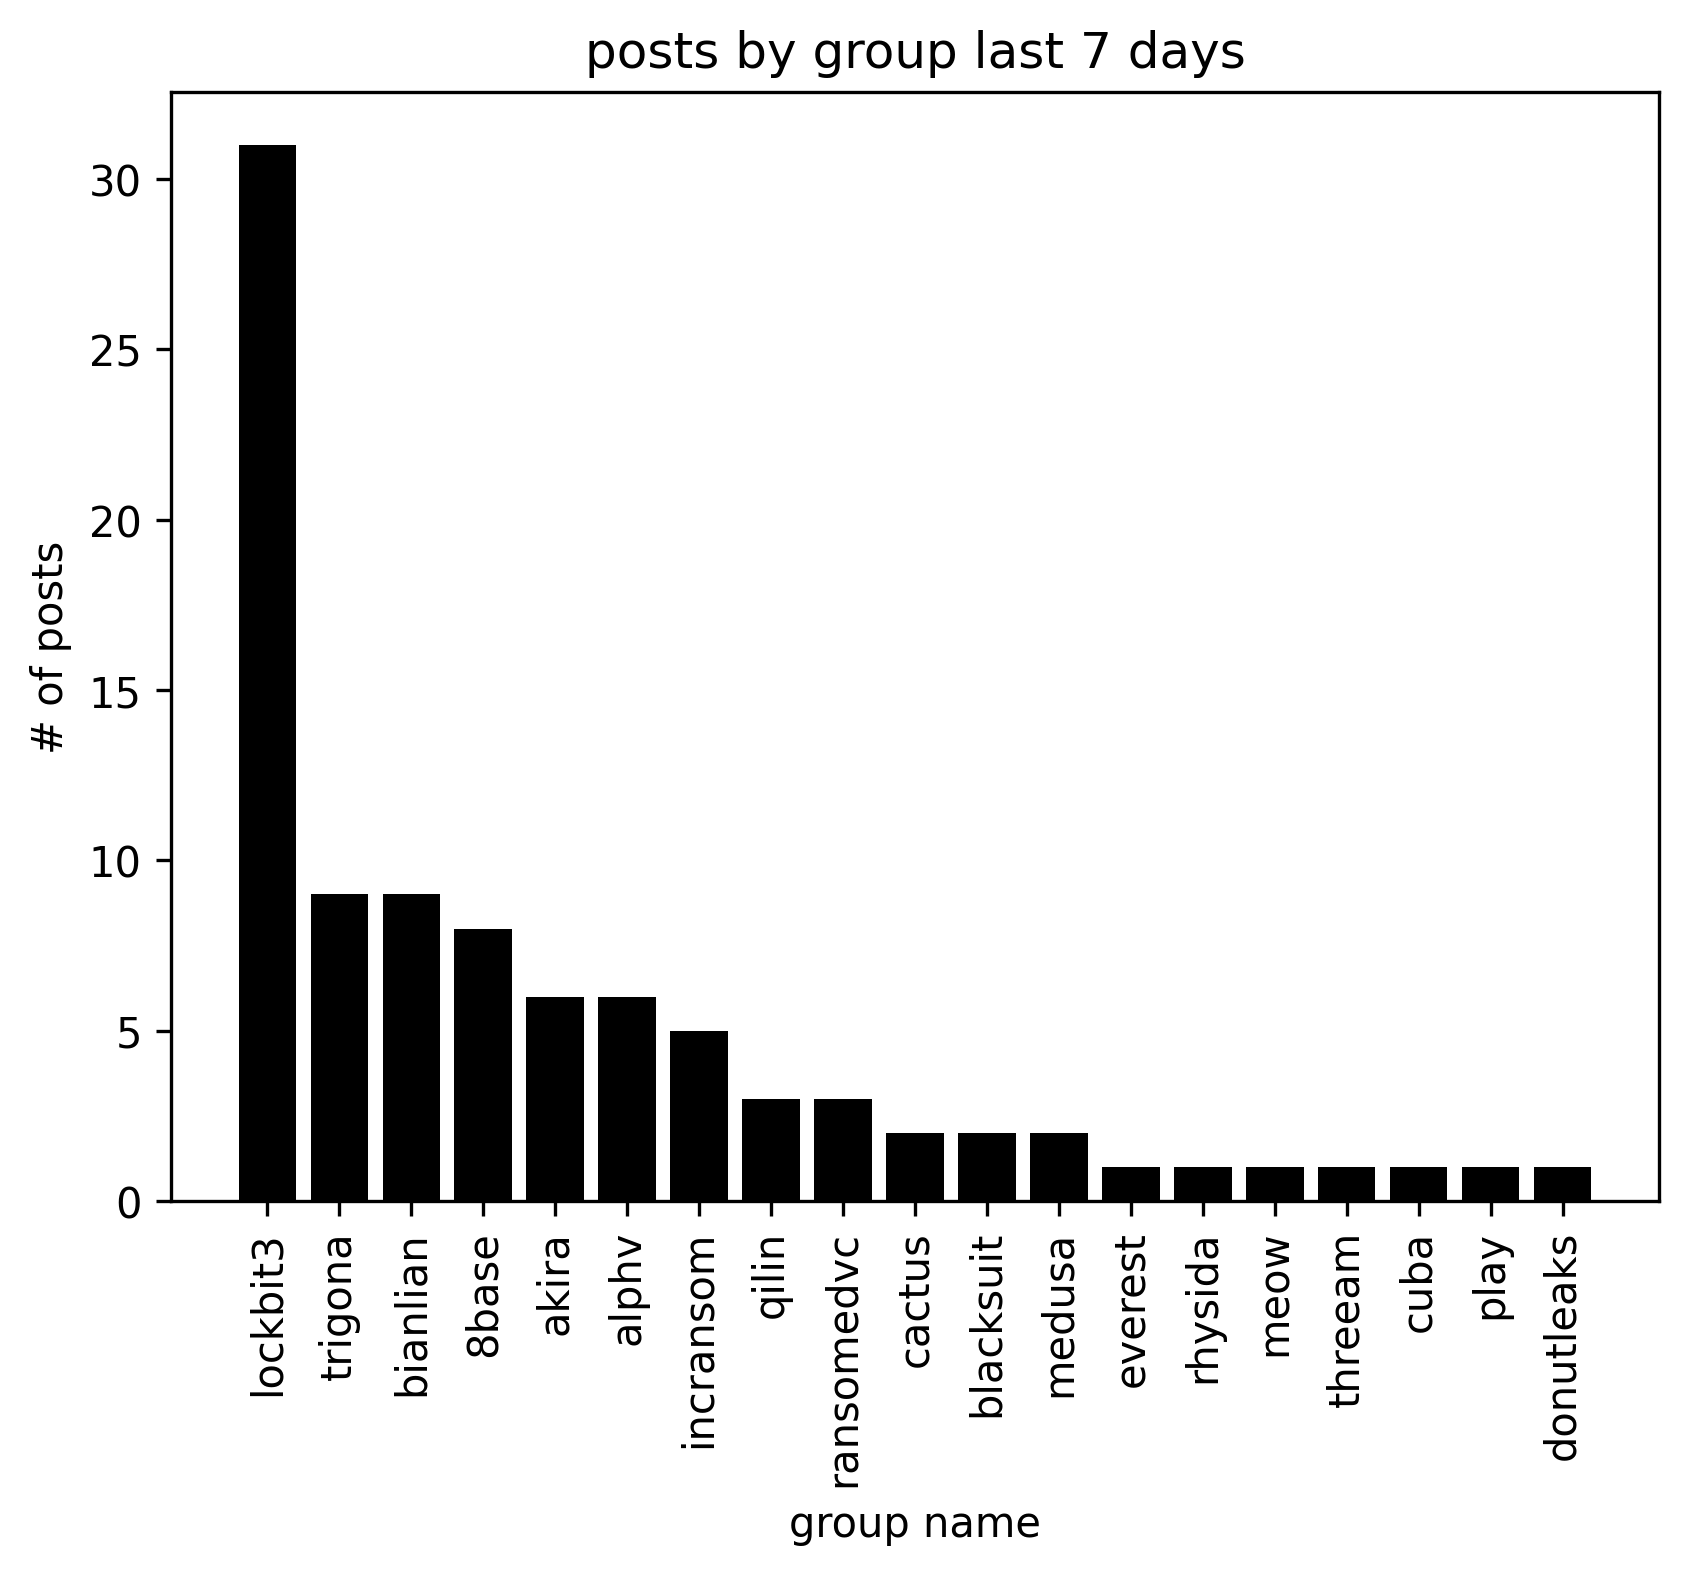 posts by group last 7 days
# of posts
30
25
20
15
10
5
0
lockbit3
trigona
bianlian
8base
akira
alphv
incransom
qilin
ransomedvc
cactus
blacksuit
medusa
everest
rhysida
meow
threeam
cuba
play
donutleaks
group name